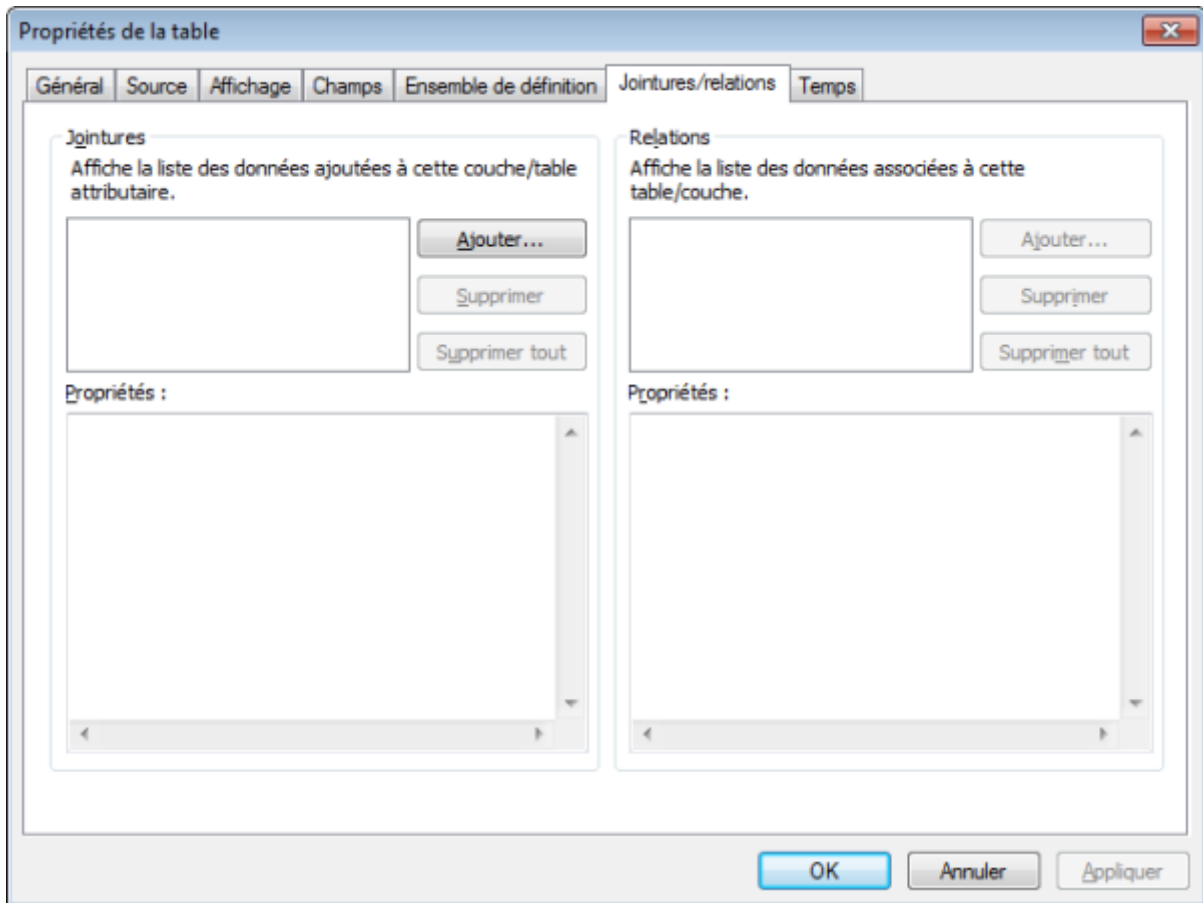 Propriétés de la table
Général Source Affichage Champs Ensemble de définition Jointures/relations Temps
Jointures
Affiche la liste des données ajoutées à cette couche/table
attributaire.
Ajouter...
Supprimer
Supprimer tout
Propriétés :
Relations
Affiche la liste des données associées à cette
table/couche.
Ajouter...
Supprimer
Supprimer tout
Propriétés :
OK Annuler Appliquer